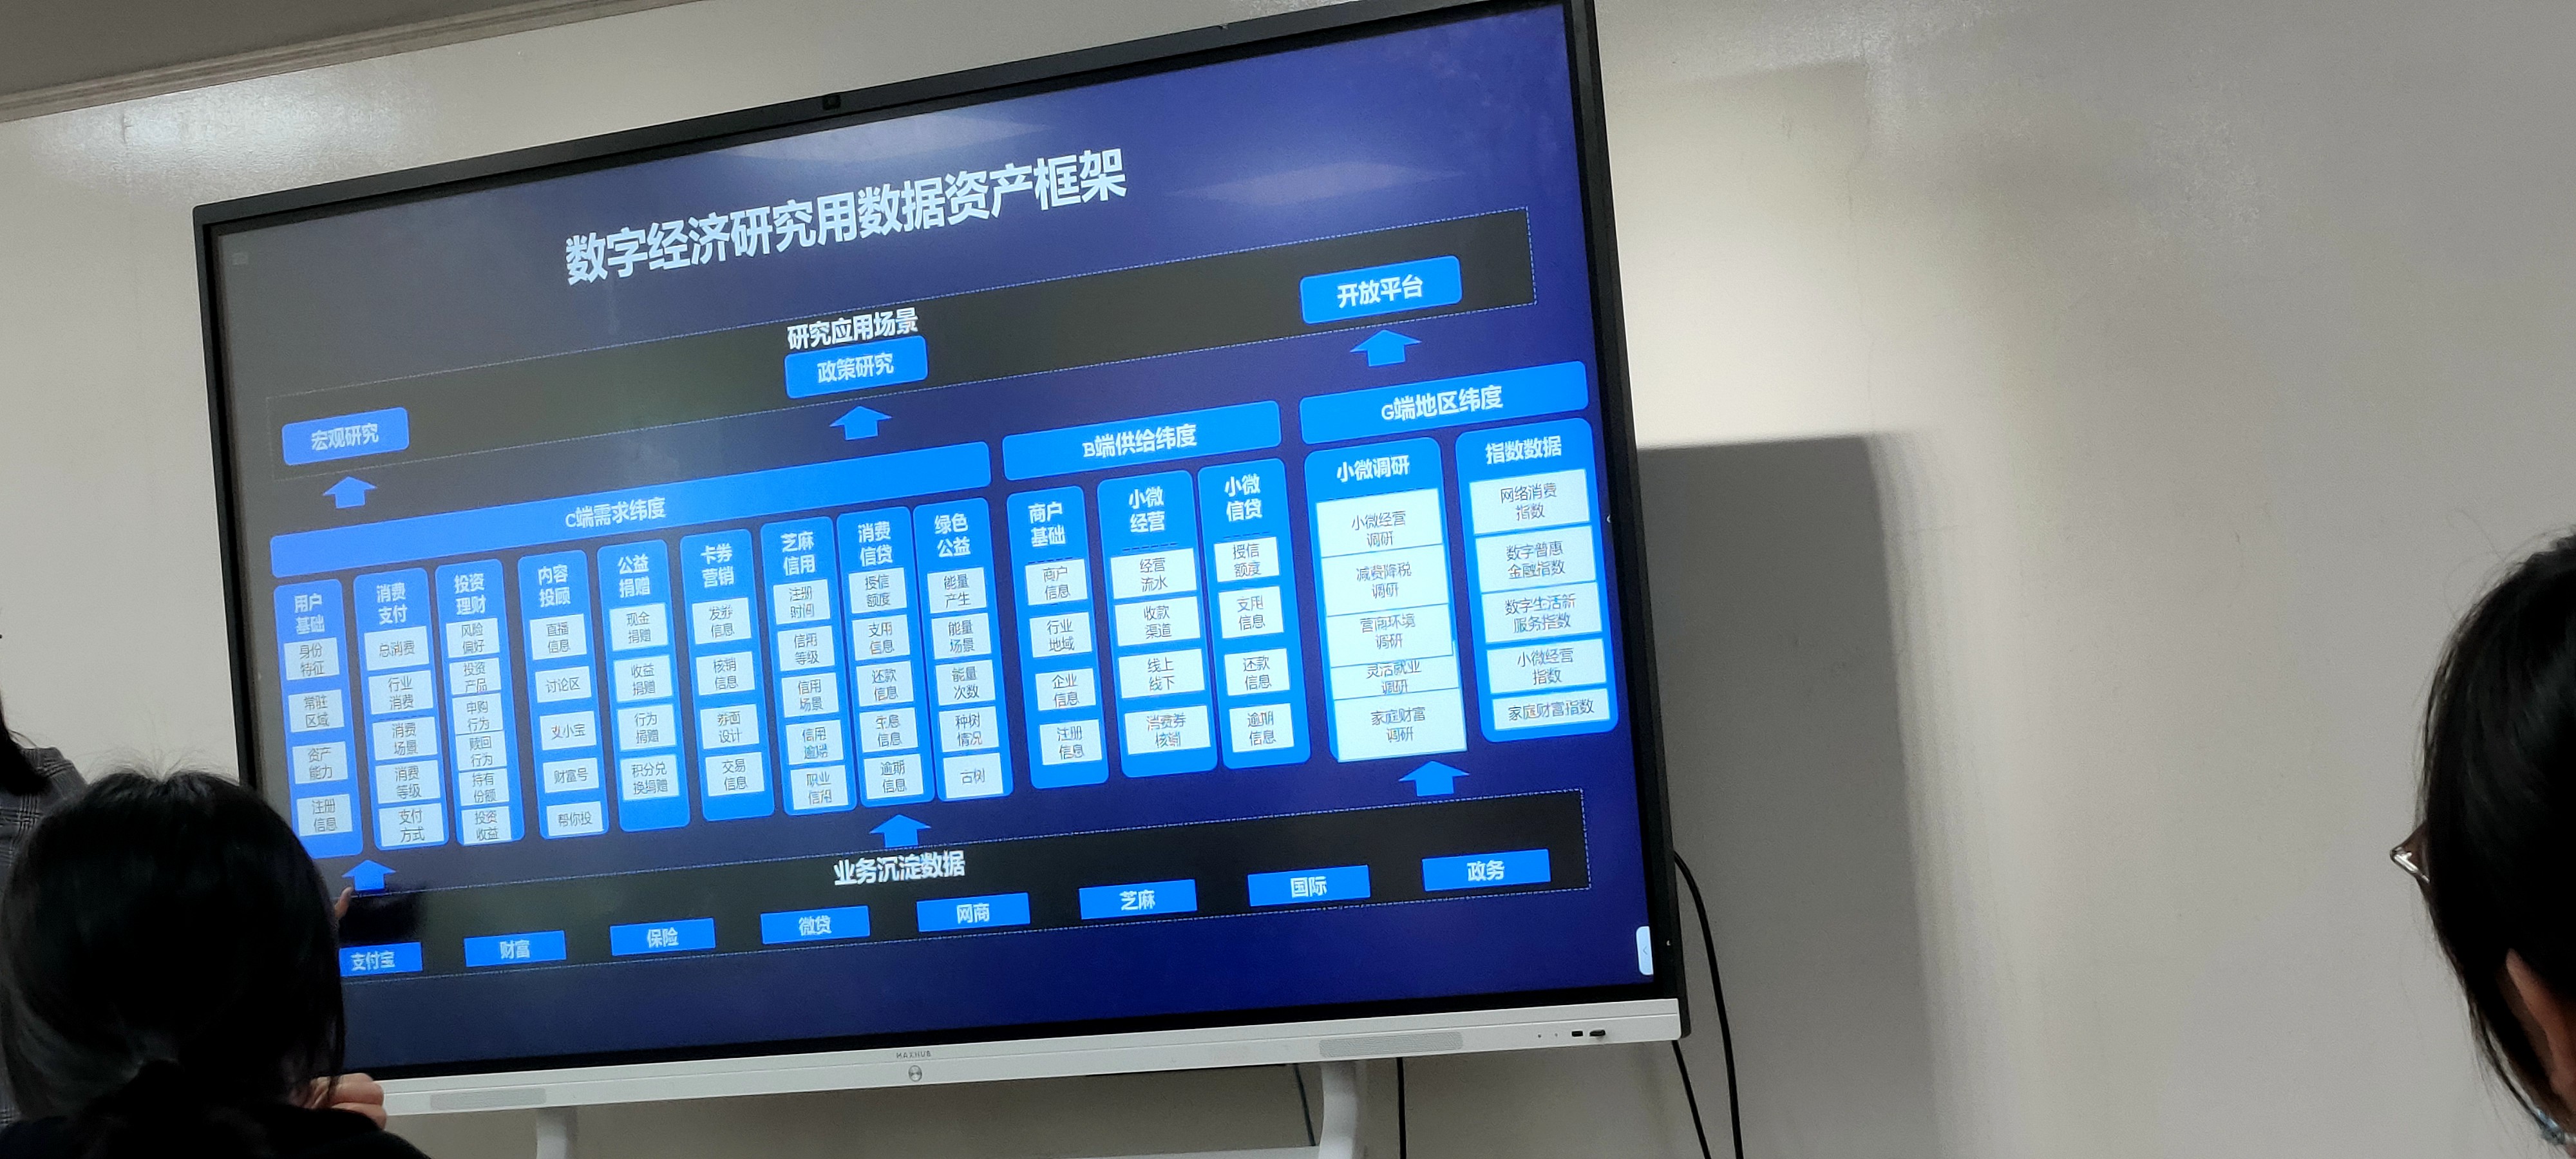 数字经济研究用数据资产框架
研究应用场景
宏观研究
政策研究
开放平台
C端需求纬度
B端供给纬度
G端地区纬度
用户
基础
身份
特征
常驻
区域
资产
能力
注册
信息
消费
支付
总消费
行业
消费
消费
场景
消费
等级
支付
方式
投资
理财
风险
偏好
投资
产品
申购
行为
赎回
行为
持有
份额
投资
收益
内容
投顾
直播
信息
讨论区
支小宝
财富号
帮你投
公益
捐赠
现金
捐赠
收益
捐赠
行为
捐赠
积分兑
换捐赠
卡券
营销
发券
信息
核销
信息
券面
设计
交易
信息
芝麻
信用
注册
时间
信用
等级
信用
场景
信用
逾期
职业
信用
消费
信贷
授信
额度
支用
信息
还款
信息
年息
信息
逾期
信息
绿色
公益
能量
产生
能量
场景
能量
次数
种树
情况
古树
商户
基础
商户
信息
行业
地域
企业
信息
注册
信息
小微
经营
经营
流水
收款
渠道
线上
线下
消费券
核销
小微
信贷
授信
额度
支用
信息
还款
信息
逾期
信息
小微调研
小微经营
调研
减费降税
调研
营商环境
调研
灵活就业
调研
家庭财富
调研
指数数据
网络消费
指数
数字普惠
金融指数
数字生活新
服务指数
小微经营
指数
家庭财富指数
业务沉淀数据
支付宝
财富
保险
微贷
网商
芝麻
国际
政务
MAXHUB